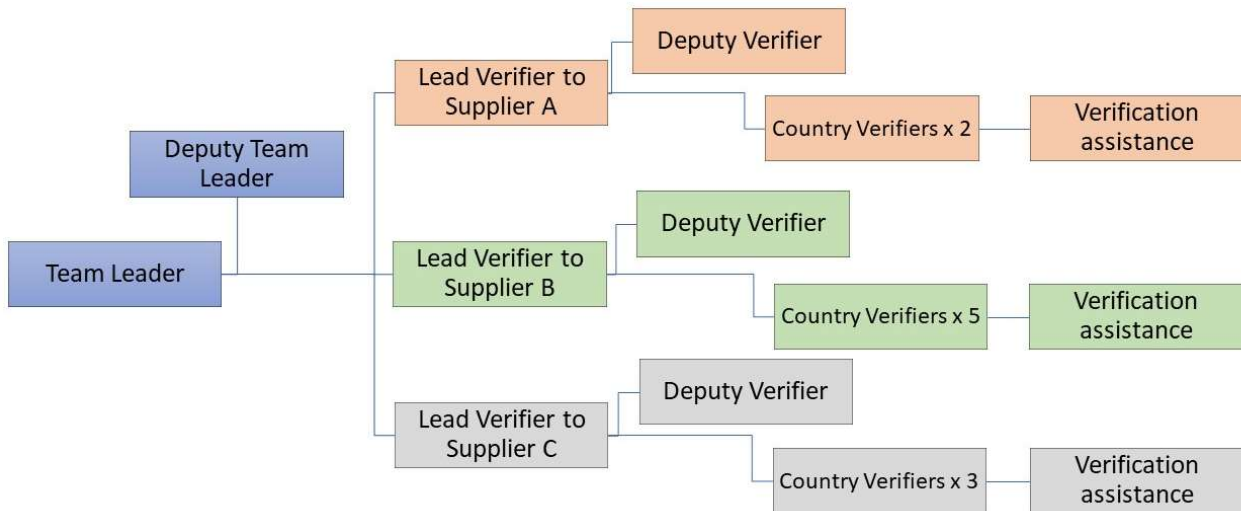 Deputy Verifier
Lead Verifier to
Supplier A
Country Verifiers x 2
Verification
assistance
Deputy Team
Leader
Team Leader
Deputy Verifier
Lead Verifier to
Supplier B
Country Verifiers x 5
Verification
assistance
Deputy Verifier
Lead Verifier to
Supplier C
Country Verifiers x 3
Verification
assistance